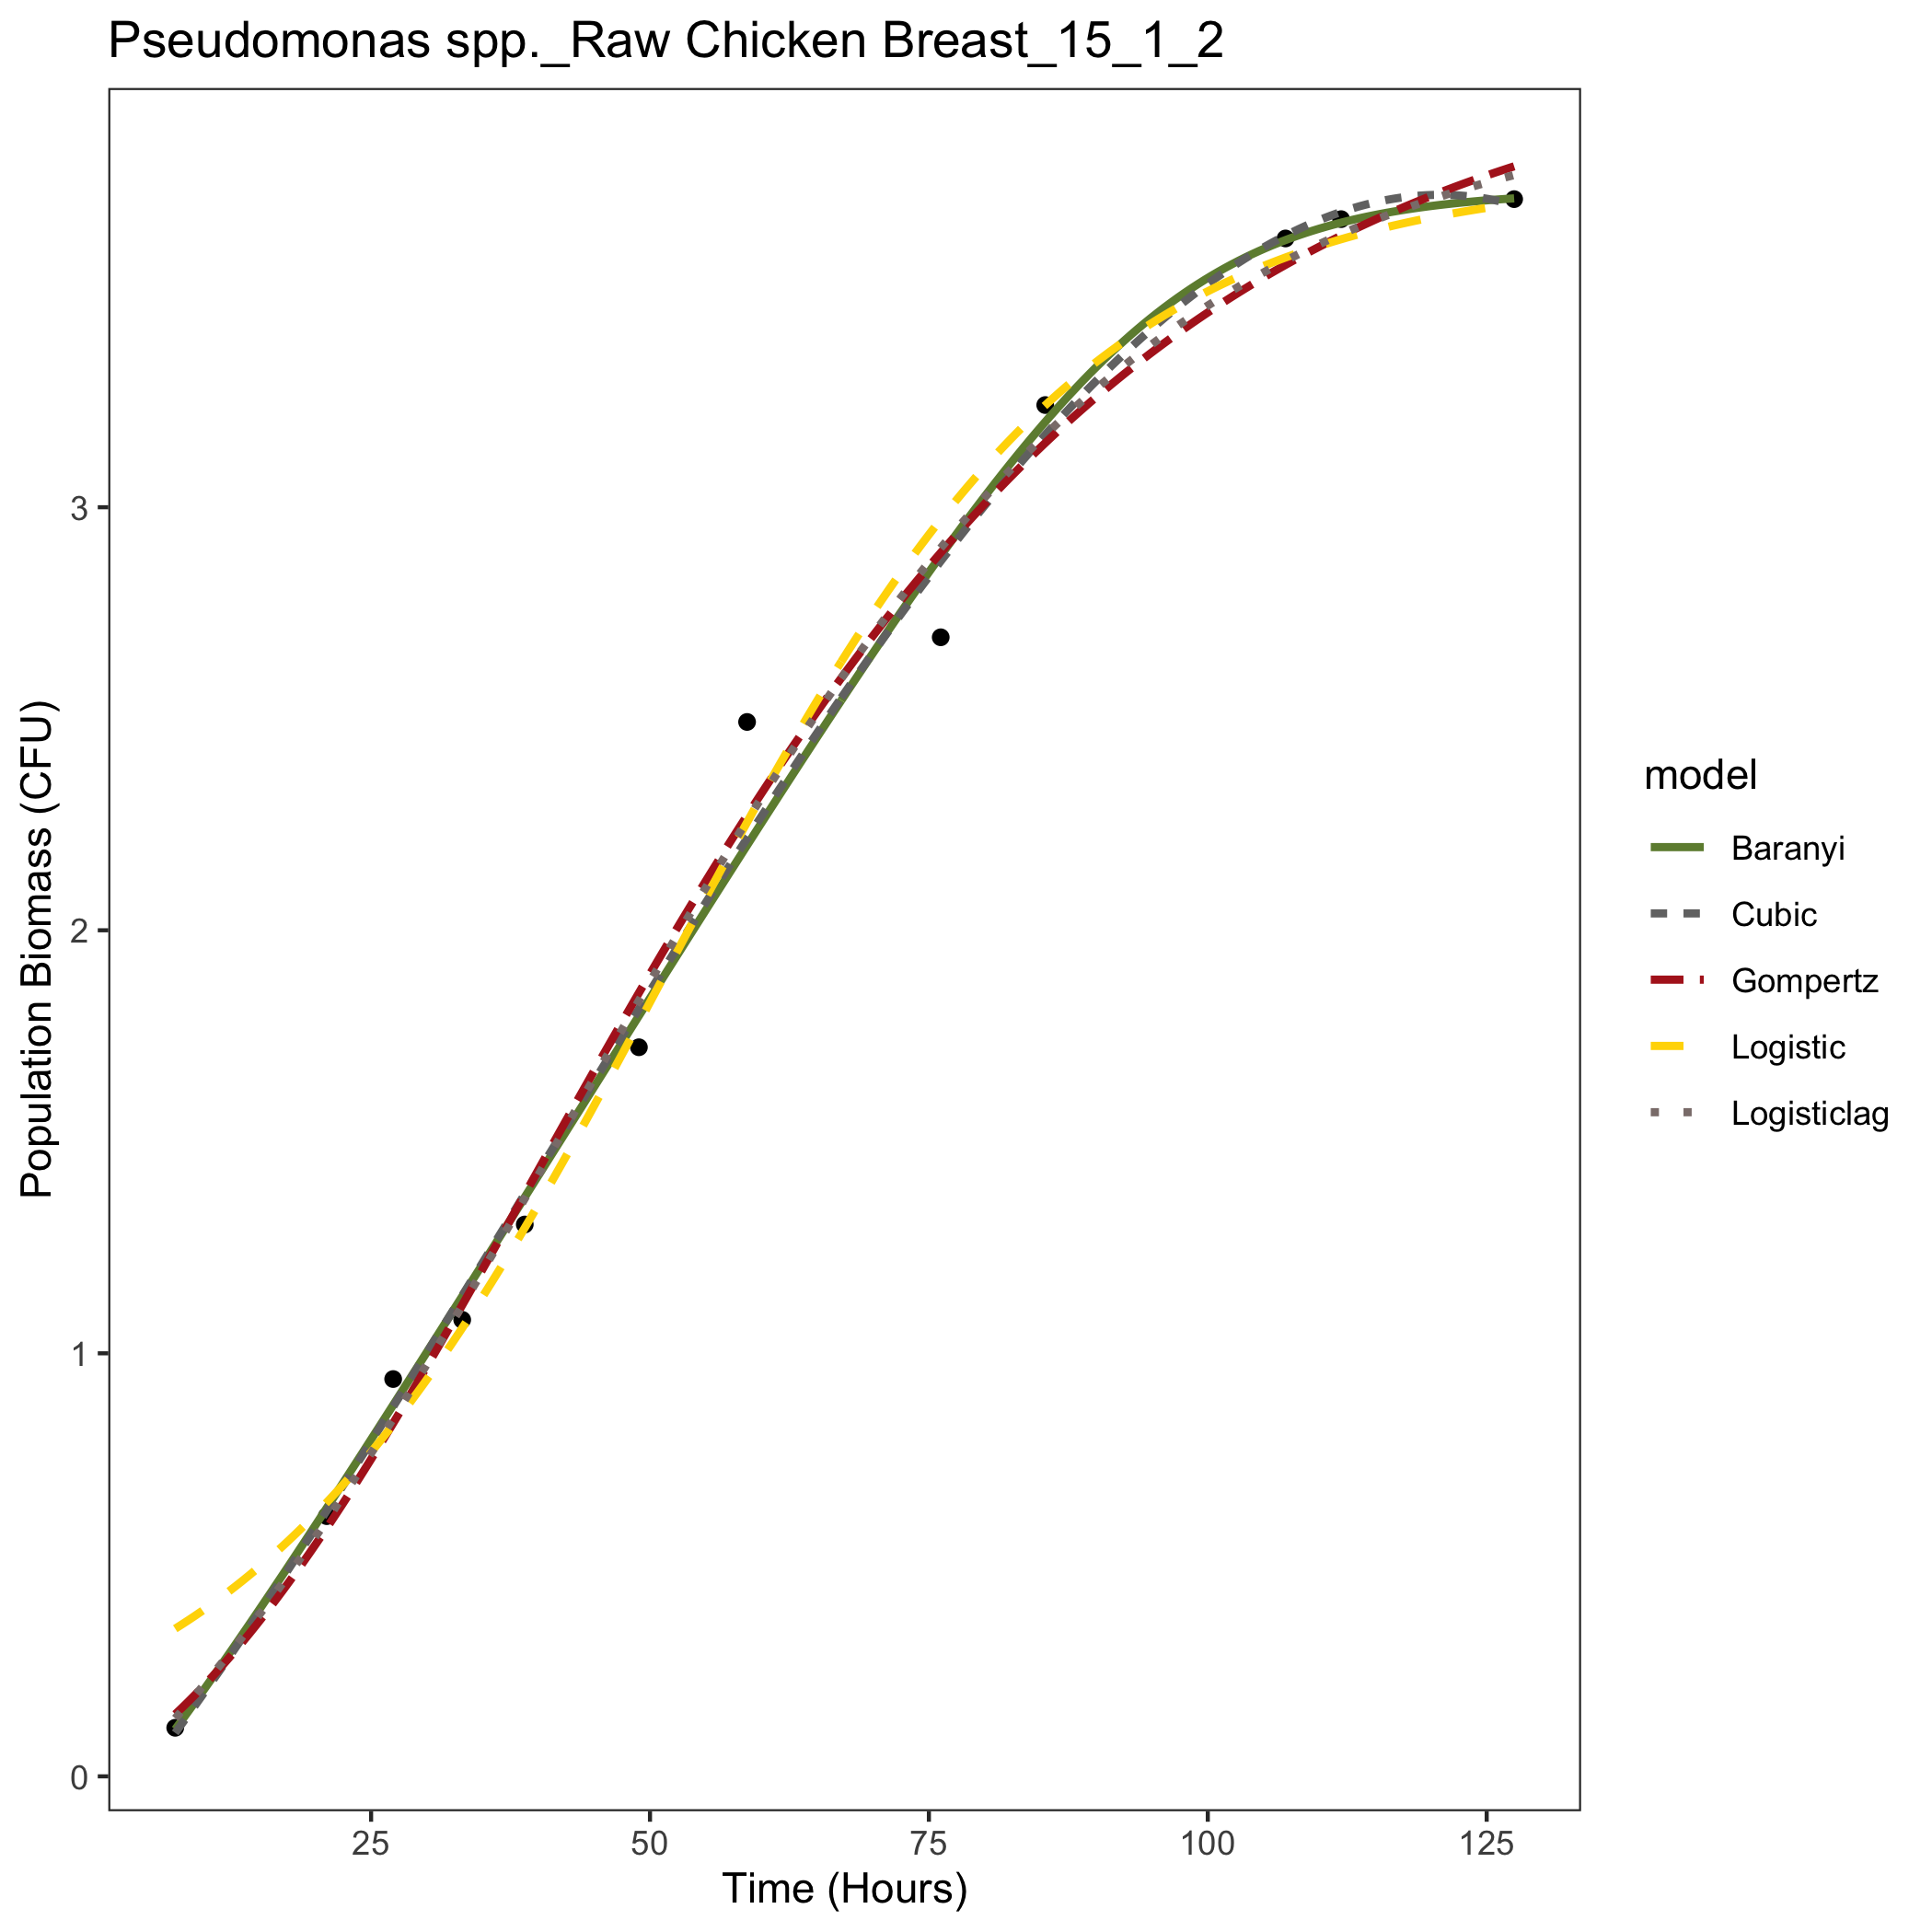 Pseudomonas spp._Raw Chicken Breast_15_1_2
Population Biomass (CFU)
3
2
1
0
25 50 75 100 125
Time (Hours)
model
Baranyi
Cubic
Gompertz
Logistic
Logisticlag